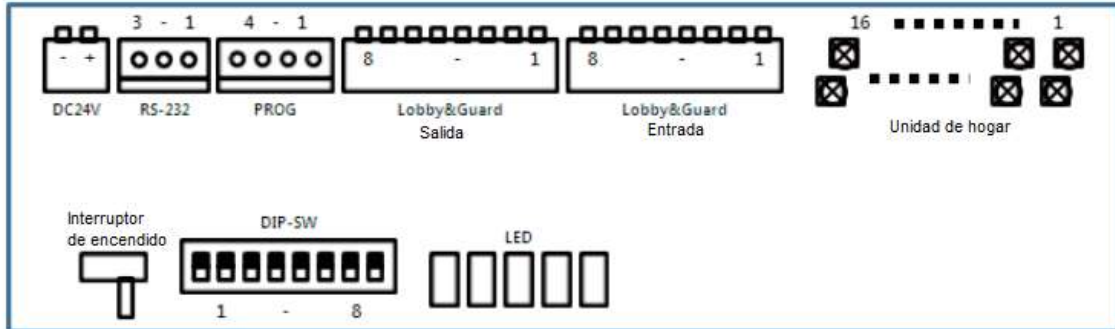 3 - 1
4 - 1
16
1
- +
8 - 1
8 - 1
DC24V
RS-232
PROG
Lobby&Guard
Salida
Lobby&Guard
Entrada
Unidad de hogar
Interruptor
de encendido
DIP-SW
LED
1 - 8